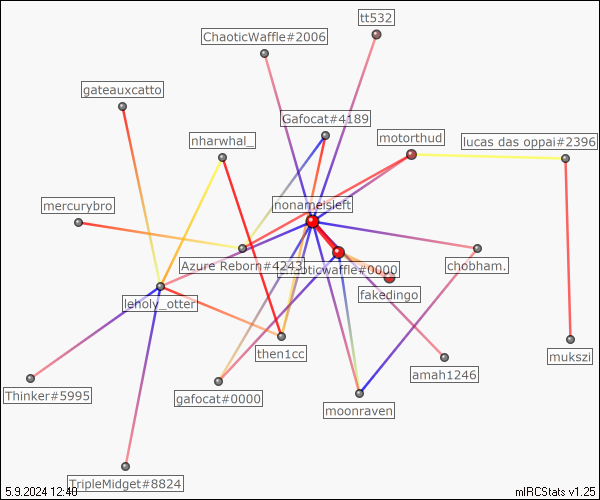 tt532
ChaoticWaffle#2006
gateauxcatto
Gafocat#4189
nharwhal_
motorthud
lucas das oppai#2396
mercurybro
nonameisleft
Azure Reborn#4243
chaoticwaffle#0000
chobham.
fakedingo
leholy_otter
then1cc
mukszi
amah1246
Thinker#5995
gafocat#0000
moonraven
TripleMidget#8824
5.9.2024 12:40
mIRCStats v1.25